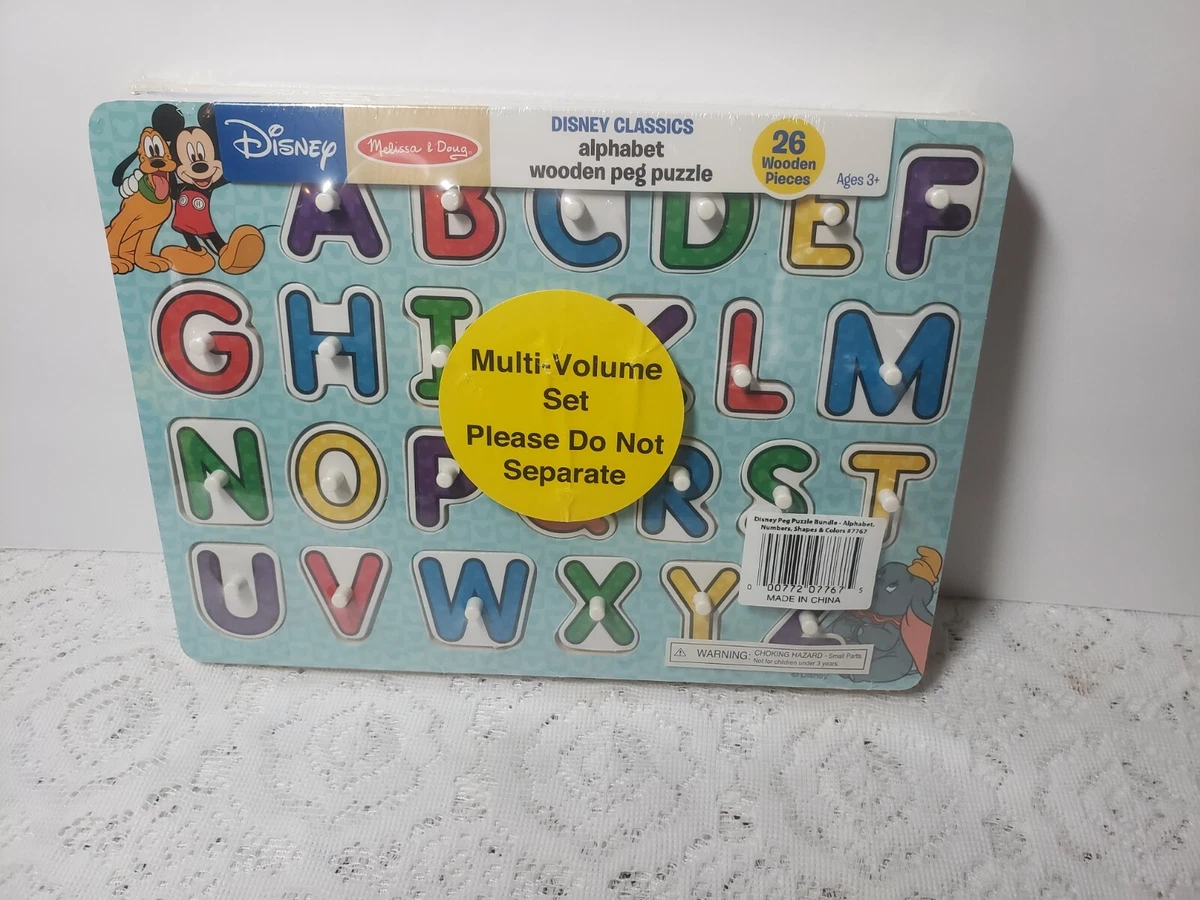 Disney
Melissa & Doug
DISNEY CLASSICS
alphabet
wooden peg puzzle
26
Wooden
Pieces
Ages 3+
A B C D E F
G H I K L M
N O P Q R S T
U V W X Y Z
Multi-Volume
Set
Please Do Not
Separate
Disney Peg Puzzle Bundle - Alphabet,
Numbers, Shapes & Colors #7767
0 00772 07767 5
MADE IN CHINA
WARNING: CHOKING HAZARD - Small Parts.
Not for children under 3 years.
©Disney